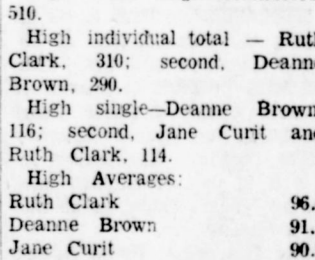 510.
High individual total — Ruth
Clark, 310; second, Deann
Brown, 290.
High single—Deanne Brown
116; second, Jane Curit an
Ruth Clark, 114.
High Averages:
Ruth Clark 96.
Deanne Brown 91.
Jane Curit 90.